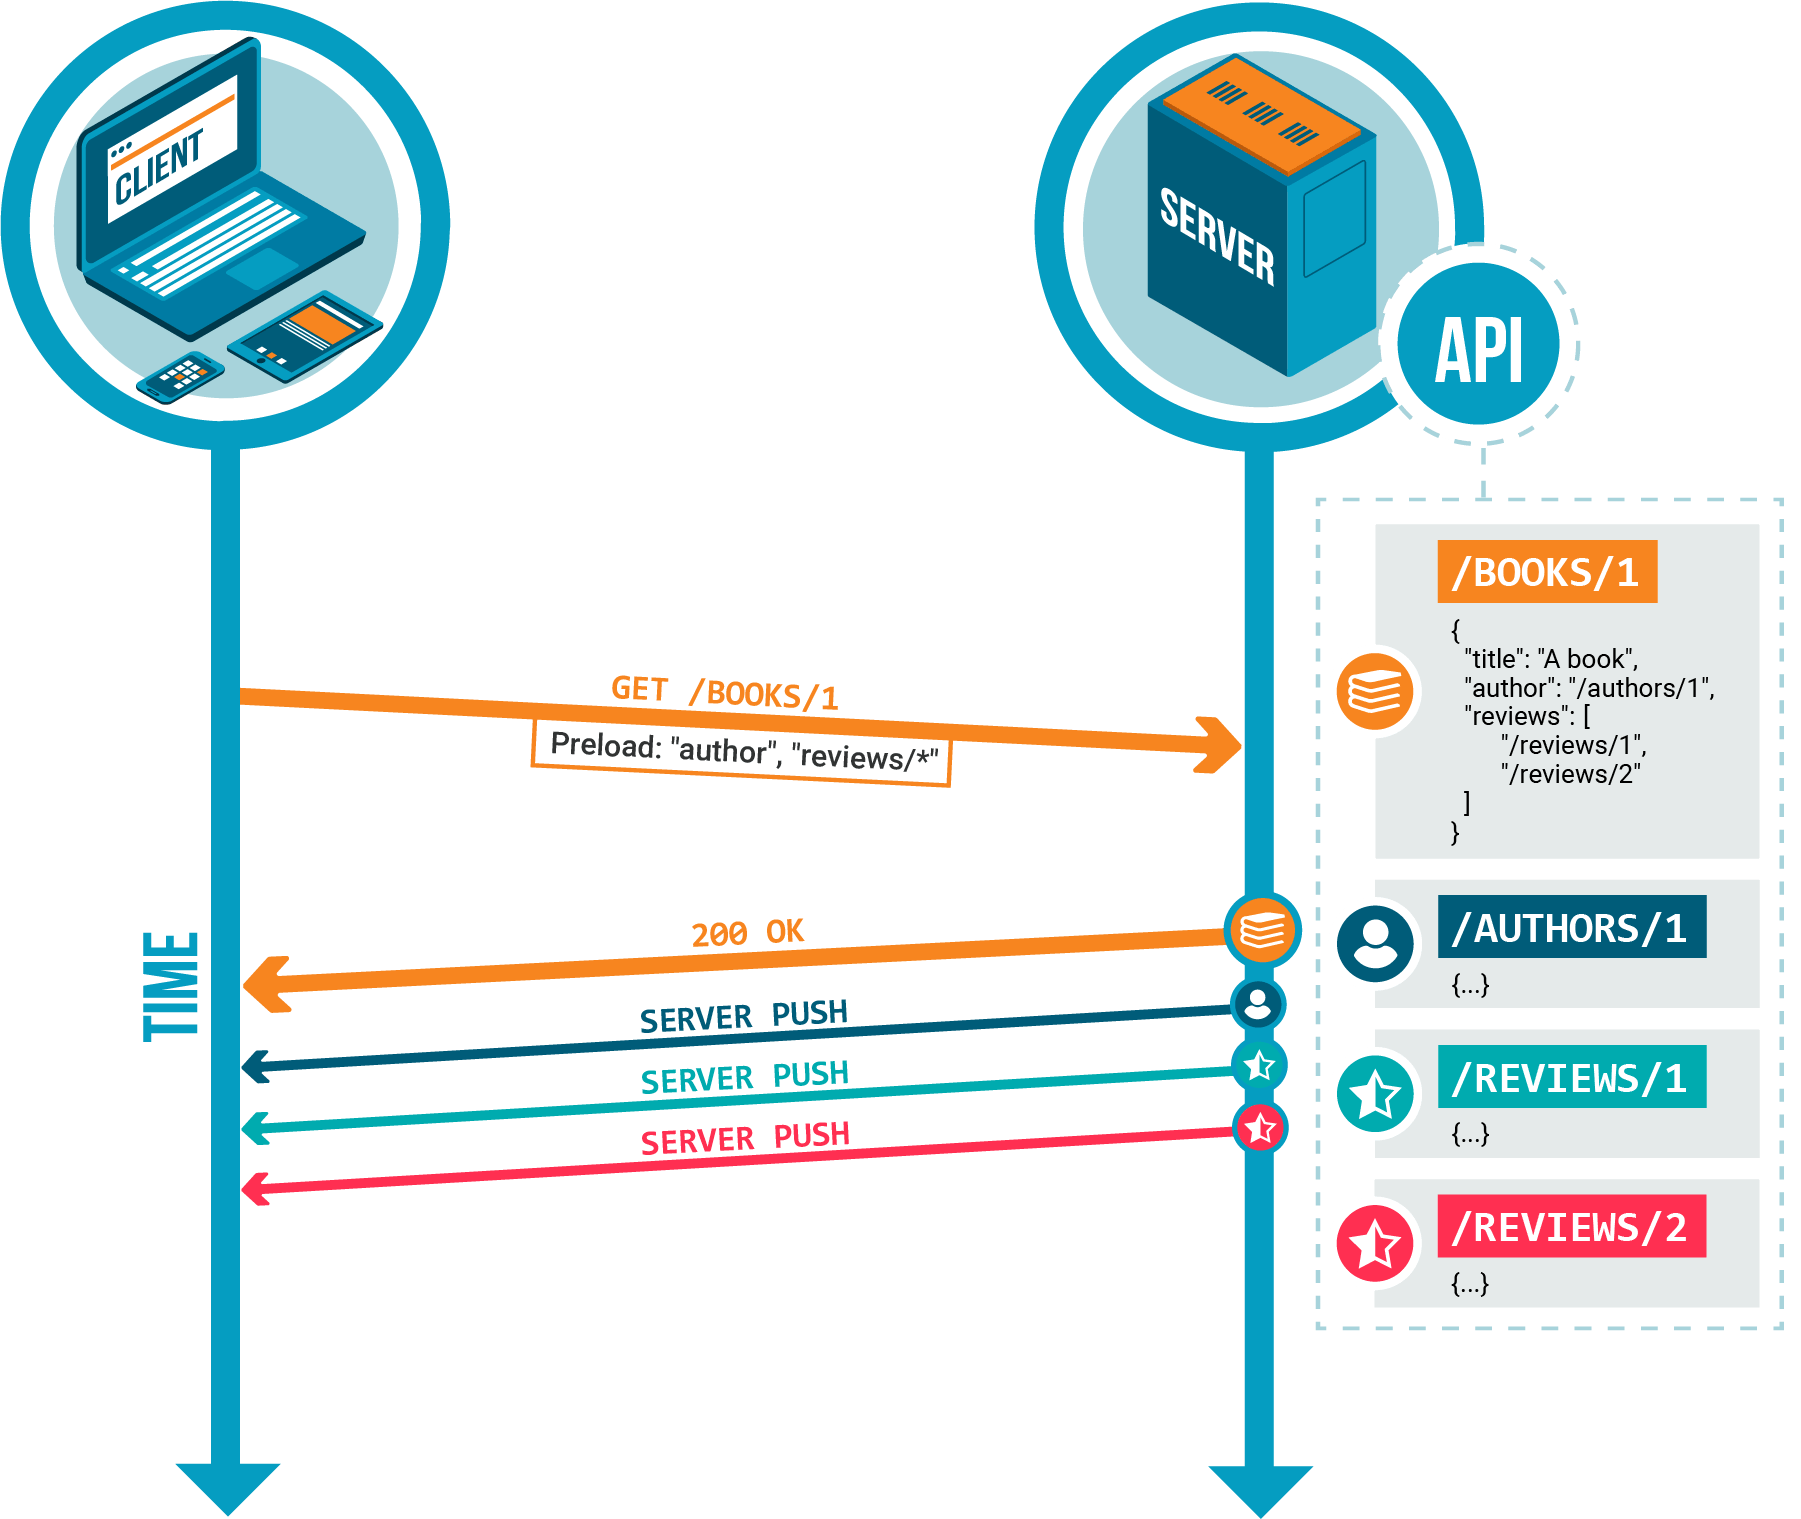 CLIENT
SERVER
API
/BOOKS/1
{
"title": "A book",
"author": "/authors/1",
"reviews": [
"/reviews/1",
"/reviews/2"
]
}
GET /BOOKS/1
Preload: "author", "reviews/*"
TIME
200 OK
SERVER PUSH
SERVER PUSH
SERVER PUSH
/AUTHORS/1
{...}
/REVIEWS/1
{...}
/REVIEWS/2
{...}